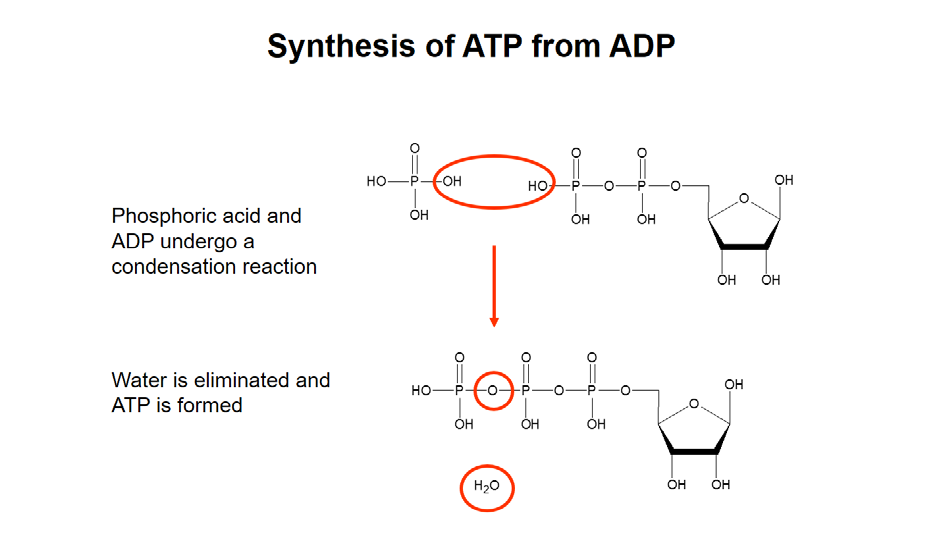 Synthesis of ATP from ADP
O O O
HO P OH HO P O P O OH
OH OH OH O
OH OH
Phosphoric acid and
ADP undergo a
condensation reaction
O O O
HO P O P O P O OH
OH OH OH O
OH OH
Water is eliminated and
ATP is formed
H₂O